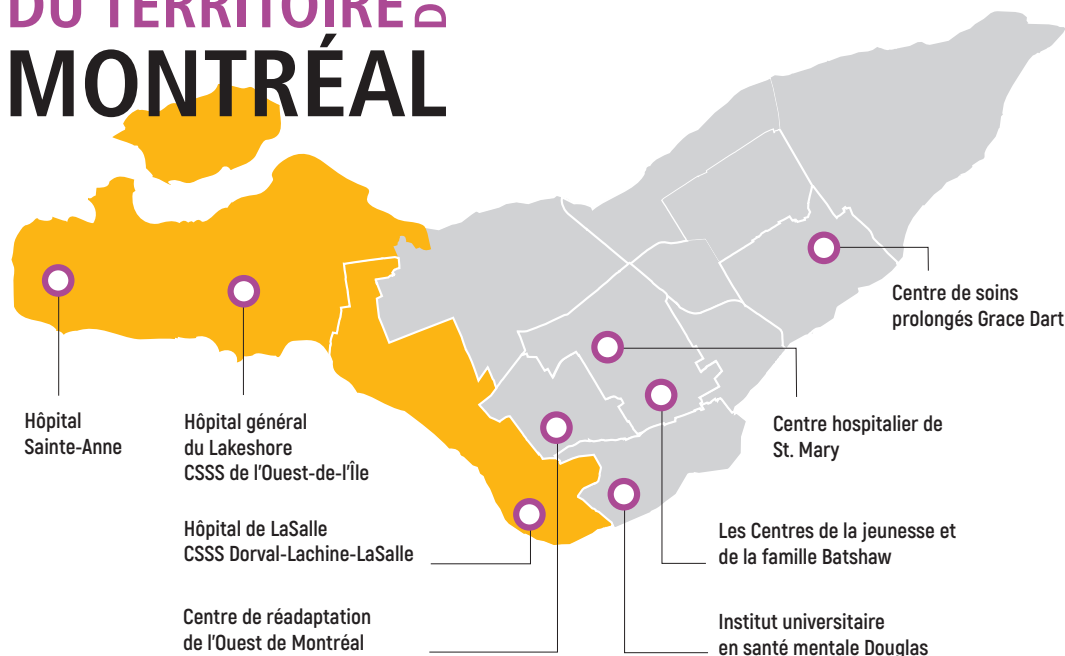 DU TERRITOIRE D
MONTRÉAL
Centre de soins
prolongés Grace Dart
Hôpital
Sainte-Anne
Hôpital général
du Lakeshore
CSSS de l'Ouest-de-l'Île
Centre hospitalier de
St. Mary
Hôpital de LaSalle
CSSS Dorval-Lachine-LaSalle
Les Centres de la jeunesse et
de la famille Batshaw
Centre de réadaptation
de l'Ouest de Montréal
Institut universitaire
en santé mentale Douglas